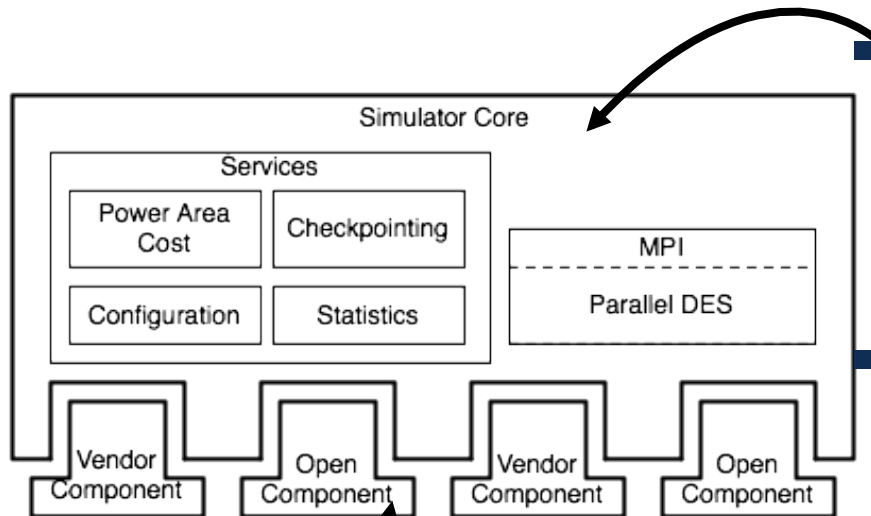 Simulator Core
Services
Power Area
Cost
Checkpointing
Configuration
Statistics
MPI
Parallel DES
Vendor
Component
Open
Component
Vendor
Component
Open
Component